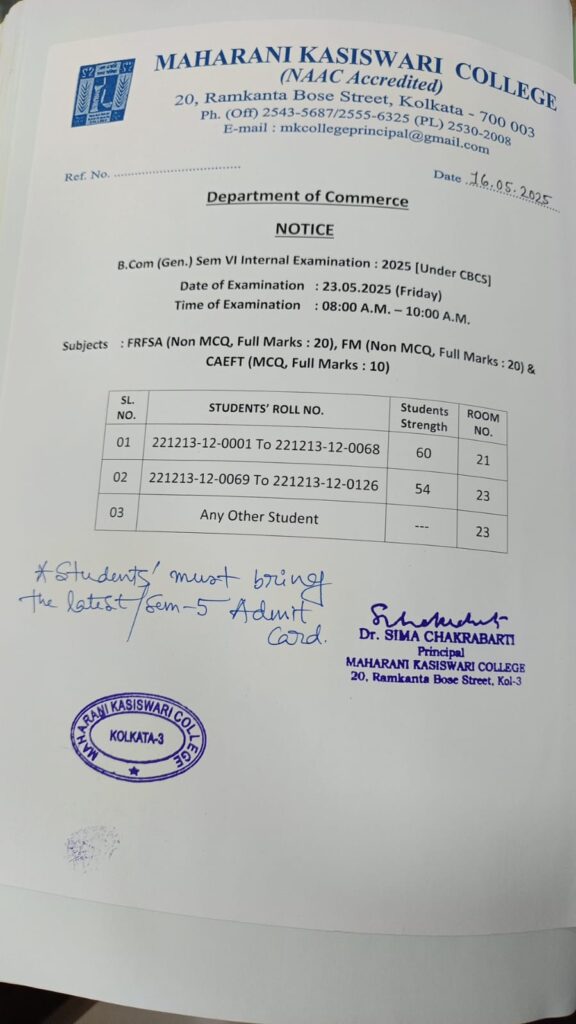 MAHARANI KASISWARI COLLEGE
(NAAC Accredited)
20, Ramkanta Bose Street, Kolkata - 700 003
Ph. (Off) 2543-5687/2555-6325 (PL) 2530-2008
E-mail : mkcollegeprincipal@gmail.com
Ref. No. ........................................ Date 16.05.2025
Department of Commerce
NOTICE
B.Com (Gen.) Sem VI Internal Examination : 2025 [Under CBCS]
Date of Examination : 23.05.2025 (Friday)
Time of Examination : 08:00 A.M. – 10:00 A.M.
Subjects : FRFSA (Non MCQ, Full Marks : 20), FM (Non MCQ, Full Marks : 20) &
CAEFT (MCQ, Full Marks : 10)
SL. NO. STUDENTS' ROLL NO. Students Strength ROOM NO.
01 221213-12-0001 To 221213-12-0068 60 21
02 221213-12-0069 To 221213-12-0126 54 23
03 Any Other Student --- 23
*Students' must bring
the latest/Sem-5 Admit
Card.
Dr. SIMA CHAKRABARTI
Principal
MAHARANI KASISWARI COLLEGE
20, Ramkanta Bose Street, Kol-3
MAHARANI KASISWARI COLLEGE
KOLKATA-3